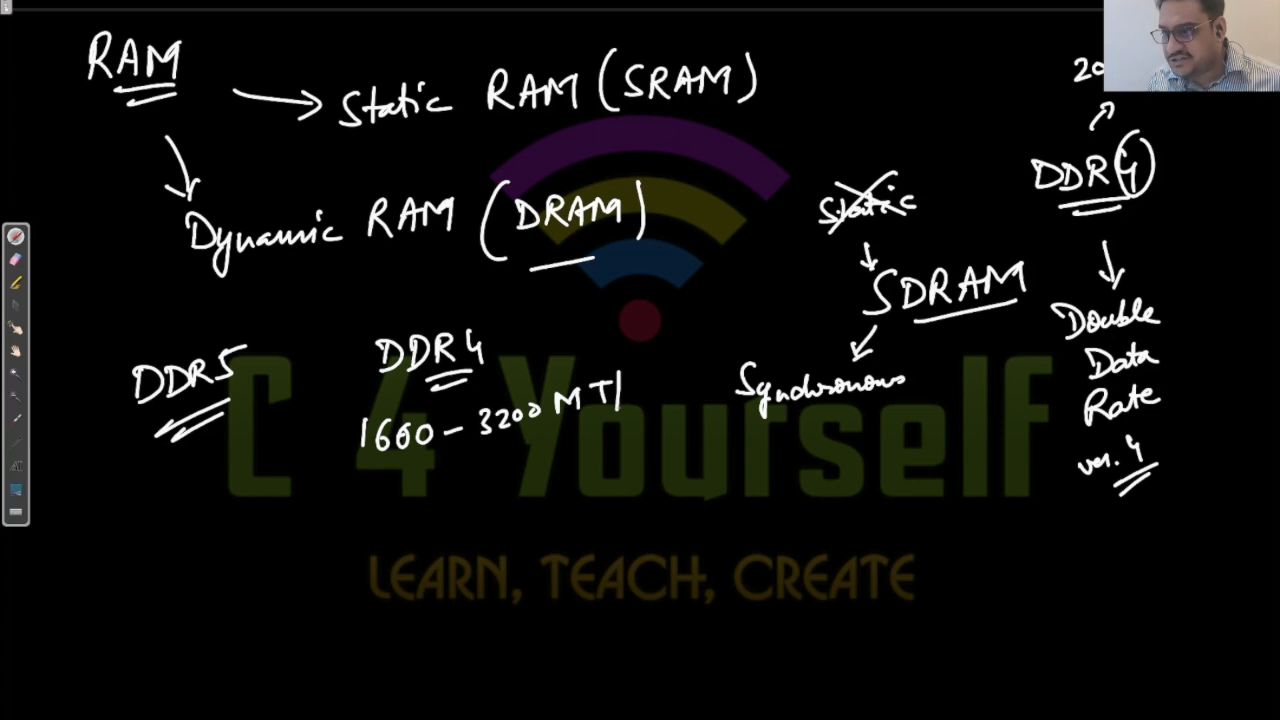 RAM
Static RAM (SRAM)
Dynamic RAM (DRAM)
Static
SDRAM
Synchronous
20
DDR4
Double
Data
Rate
ver. 4
DDR5
DDR4
1600 - 3200 MT/
C 4 Yourself
LEARN, TEACH, CREATE